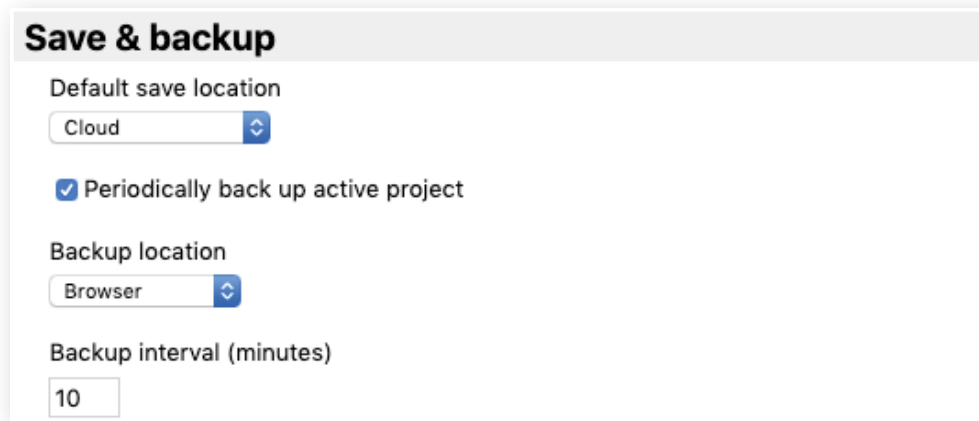 Save & backup
Default save location
Cloud
Periodically back up active project
Backup location
Browser
Backup interval (minutes)
10